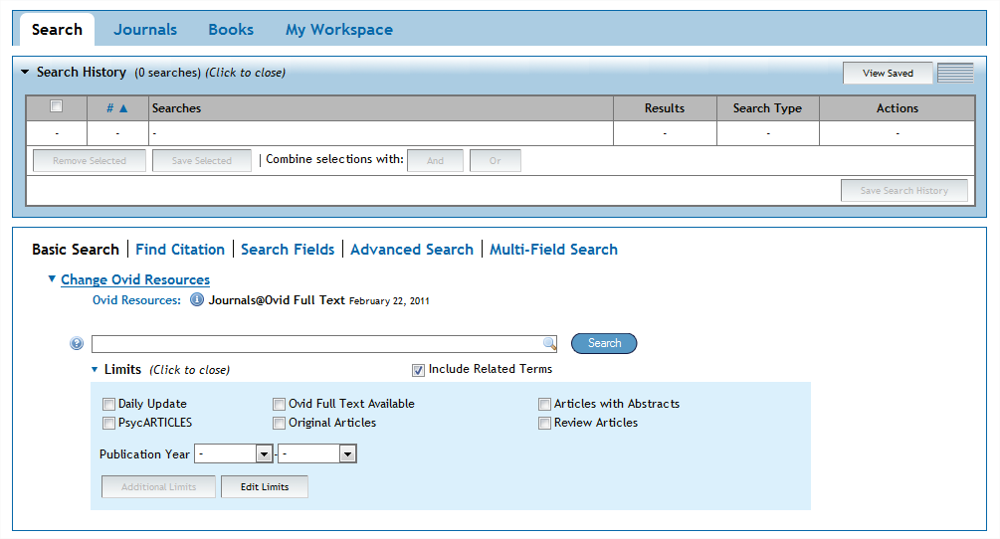 Search Journals Books My Workspace
Search History (0 searches) (Click to close) View Saved
# ▲ Searches Results Search Type Actions
- - - - - -
Remove Selected Save Selected | Combine selections with: And Or
Save Search History
Basic Search | Find Citation | Search Fields | Advanced Search | Multi-Field Search
Change Ovid Resources
Ovid Resources: Journals@Ovid Full Text February 22, 2011
Search
Limits (Click to close) Include Related Terms
Daily Update Ovid Full Text Available Articles with Abstracts
PsycARTICLES Original Articles Review Articles
Publication Year - - -
Additional Limits Edit Limits